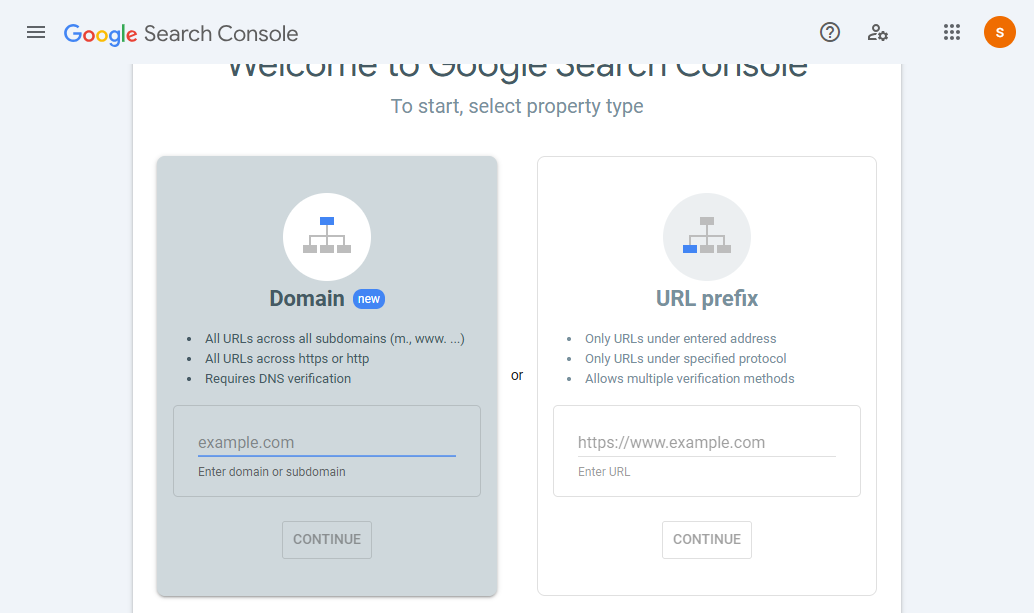 Google Search Console
S
Welcome to Google Search Console
To start, select property type
Domain new
All URLs across all subdomains (m., www. ...)
All URLs across https or http
Requires DNS verification
example.com
Enter domain or subdomain
CONTINUE
or
URL prefix
Only URLs under entered address
Only URLs under specified protocol
Allows multiple verification methods
https://www.example.com
Enter URL
CONTINUE